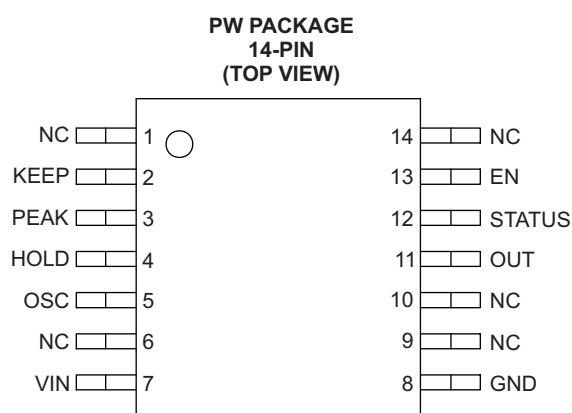 PW PACKAGE
14-PIN
(TOP VIEW)
NC 1 14 NC
KEEP 2 13 EN
PEAK 3 12 STATUS
HOLD 4 11 OUT
OSC 5 10 NC
NC 6 9 NC
VIN 7 8 GND